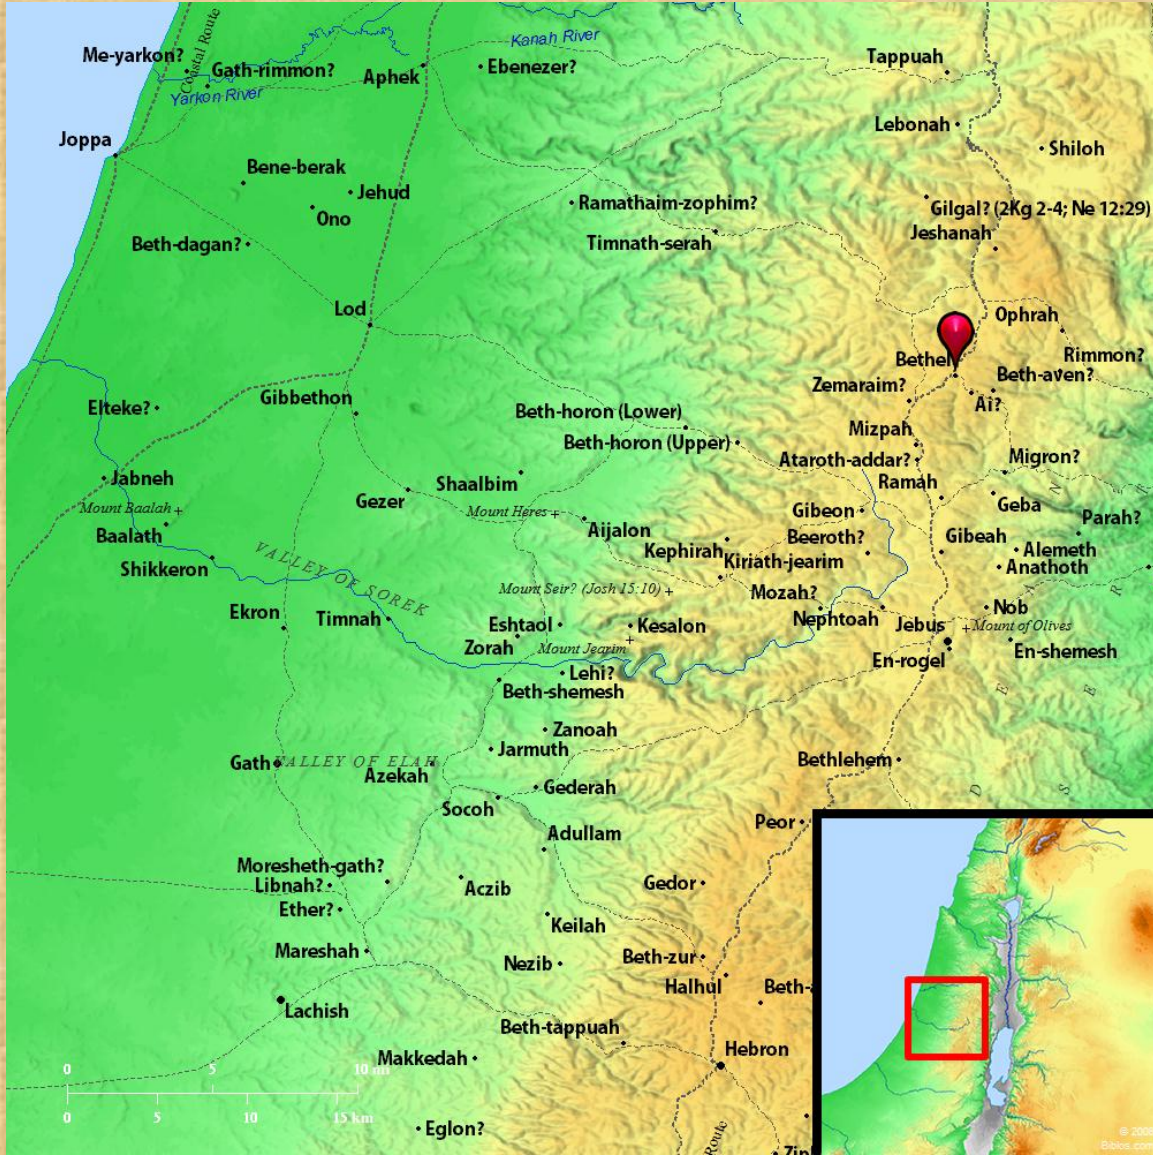 Coastal Route
Kanah River
Me-yarkon?
Gath-rimmon?
Aphek
Ebenezer?
Tappuah
Yarkon River
Lebonah
Joppa
Shiloh
Bene-berak
Jehud
Ono
Ramathaim-zophim?
Gilgal? (2Kg 2-4; Ne 12:29)
Jeshanah
Beth-dagan?
Timnath-serah
Lod
Ophrah
Bethel
Rimmon?
Beth-aven?
Zemaraim?
Ai?
Gibbethon
Elteke?
Beth-horon (Lower)
Beth-horon (Upper)
Mizpah
Ataroth-addar?
Migron?
Jabneh
Shaalbim
Ramah
Gezer
Geba
Mount Baalah
Mount Heres
Gibeon
Parah?
Baalath
Aijalon
Beeroth?
Gibeah
Kephirah
Alemeth
Kiriath-jearim
Anathoth
Shikkeron
VALLEY OF SOREK
Mount Seir? (Josh 15:10)
Mozah?
Nob
Ekron
Timnah
Eshtaol
Kesalon
Nephtoah
Jebus
Mount of Olives
Zorah
Mount Jearim
En-rogel
En-shemesh
Lehi?
Beth-shemesh
Zanoah
Jarmuth
Gath
VALLEY OF ELAH
Azekah
Bethlehem
Gederah
Socoh
Peor
Adullam
Moresheth-gath?
Libnah?
Aczib
Gedor
Ether?
Keilah
Mareshah
Nezib
Beth-zur
Halhul
Lachish
Beth-tappuah
Makkedah
Hebron
0 5 10 mi
0 5 10 15 km
Eglon?
Route
© 2008
Biblos.com